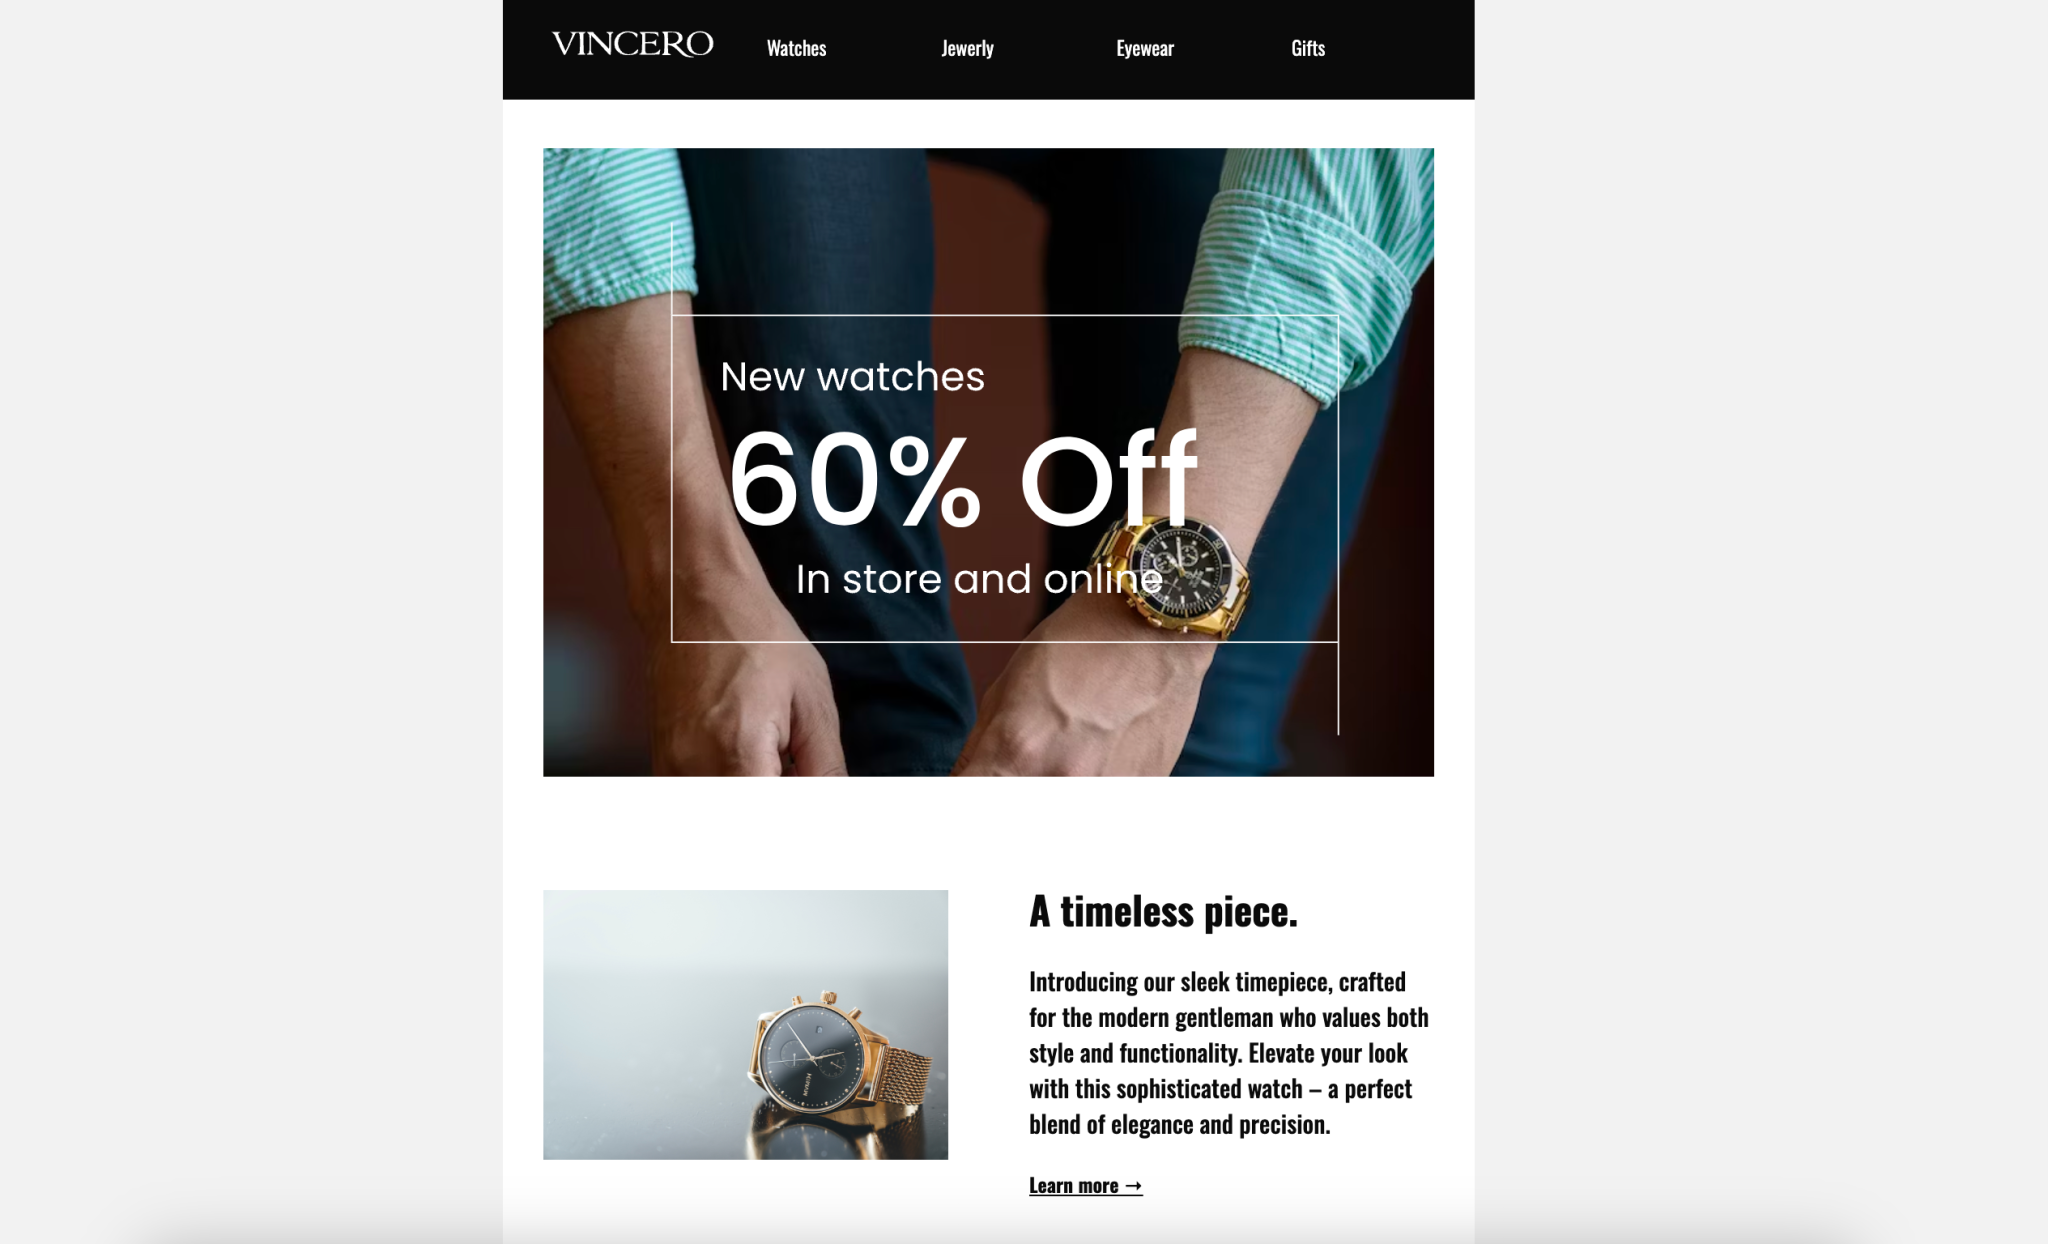 VINCERO
Watches
Jewerly
Eyewear
Gifts
New watches
60% Off
In store and online
A timeless piece.
Introducing our sleek timepiece, crafted
for the modern gentleman who values both
style and functionality. Elevate your look
with this sophisticated watch – a perfect
blend of elegance and precision.
Learn more →